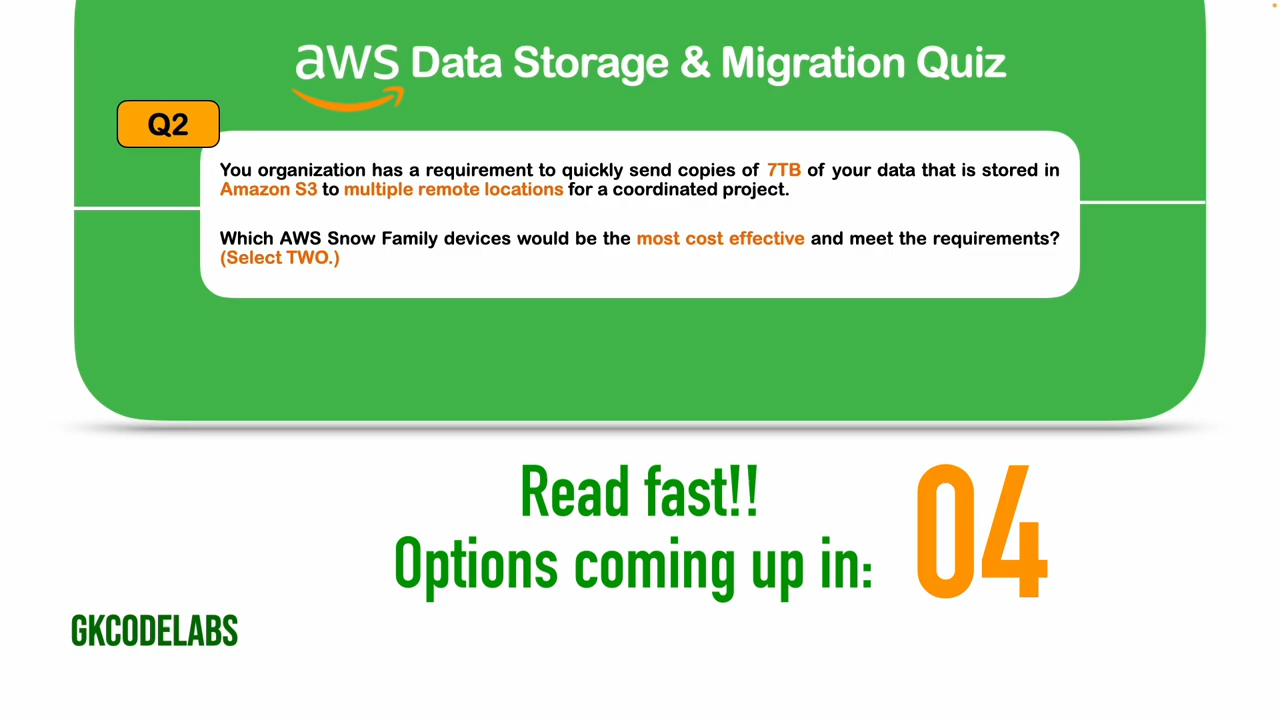 aws Data Storage & Migration Quiz
Q2
You organization has a requirement to quickly send copies of 7TB of your data that is stored in
Amazon S3 to multiple remote locations for a coordinated project.
Which AWS Snow Family devices would be the most cost effective and meet the requirements?
(Select TWO.)
Read fast!!
Options coming up in:
04
GKCODELABS